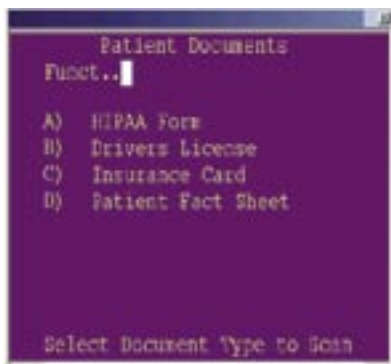 Patient Documents
Funct..
A) HIPAA Form
B) Drivers License
C) Insurance Card
D) Patient Fact Sheet
Select Document Type to Scan